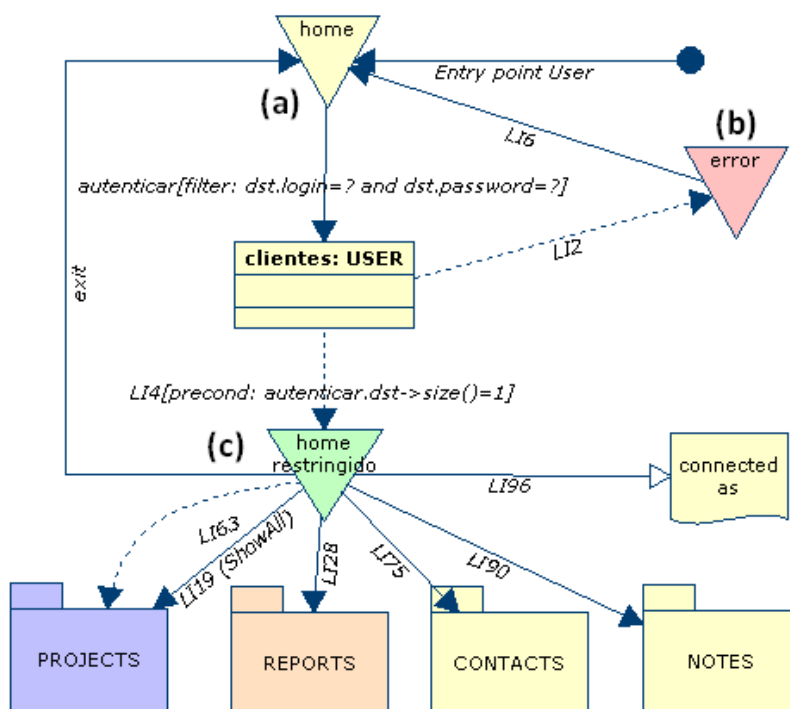 home
Entry point User
(a)
(b)
LI6
error
autenticar[filter: dst.login=? and dst.password=?]
clientes: USER
LI2
exit
LI4[precond: autenticar.dst->size()=1]
(c)
home
restringido
connected
as
LI96
LI63
LI19 (ShowAll)
LI28
LI75
LI90
PROJECTS
REPORTS
CONTACTS
NOTES